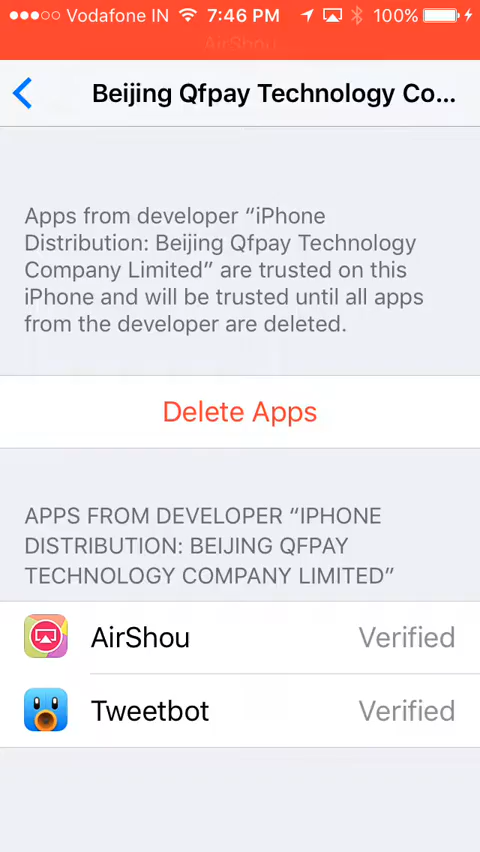 Vodafone IN 7:46 PM 100%
AirShou
Beijing Qfpay Technology Co...
Apps from developer “iPhone
Distribution: Beijing Qfpay Technology
Company Limited” are trusted on this
iPhone and will be trusted until all apps
from the developer are deleted.
Delete Apps
APPS FROM DEVELOPER “IPHONE
DISTRIBUTION: BEIJING QFPAY
TECHNOLOGY COMPANY LIMITED”
AirShou Verified
Tweetbot Verified